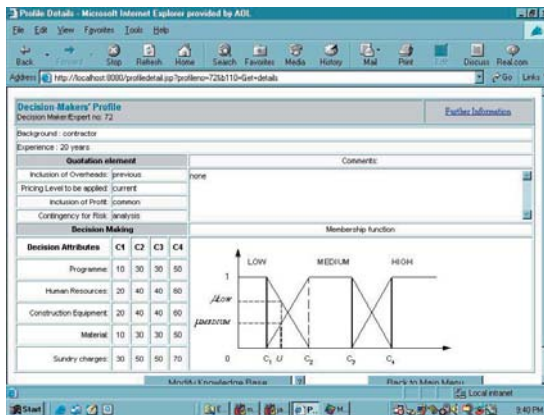 Profile Details - Microsoft Internet Explorer provided by AOL
File Edit View Favorites Tools Help
Back Stop Refresh Home Search Favorites Media History Mail Print Edit Discuss Real.com
Address http://localhost:8080/profiledetail.jsp?profileno=72&b110=Get+details Go Links
Decision-Makers' Profile
Decision Maker/Expert no: 72
Further Information
Background : contractor
Experience : 20 years
Quotation element Comments:
Inclusion of Overheads: previous none
Pricing Level to be applied: current
Inclusion of Profit: common
Contingency for Risk: analysis
Decision Making Membership function
Decision Attributes C1 C2 C3 C4
Programme: 10 30 30 50
Human Resources: 20 40 40 60
Construction Equipment: 20 40 40 60
Material: 10 30 30 50
Sundry charges: 30 50 50 70
LOW MEDIUM HIGH
1
μLOW
μMEDIUM
0 C1 U C2 C3 C4
Modify Knowledge Base Back to Main Menu
Local intranet
Start 9:40 PM